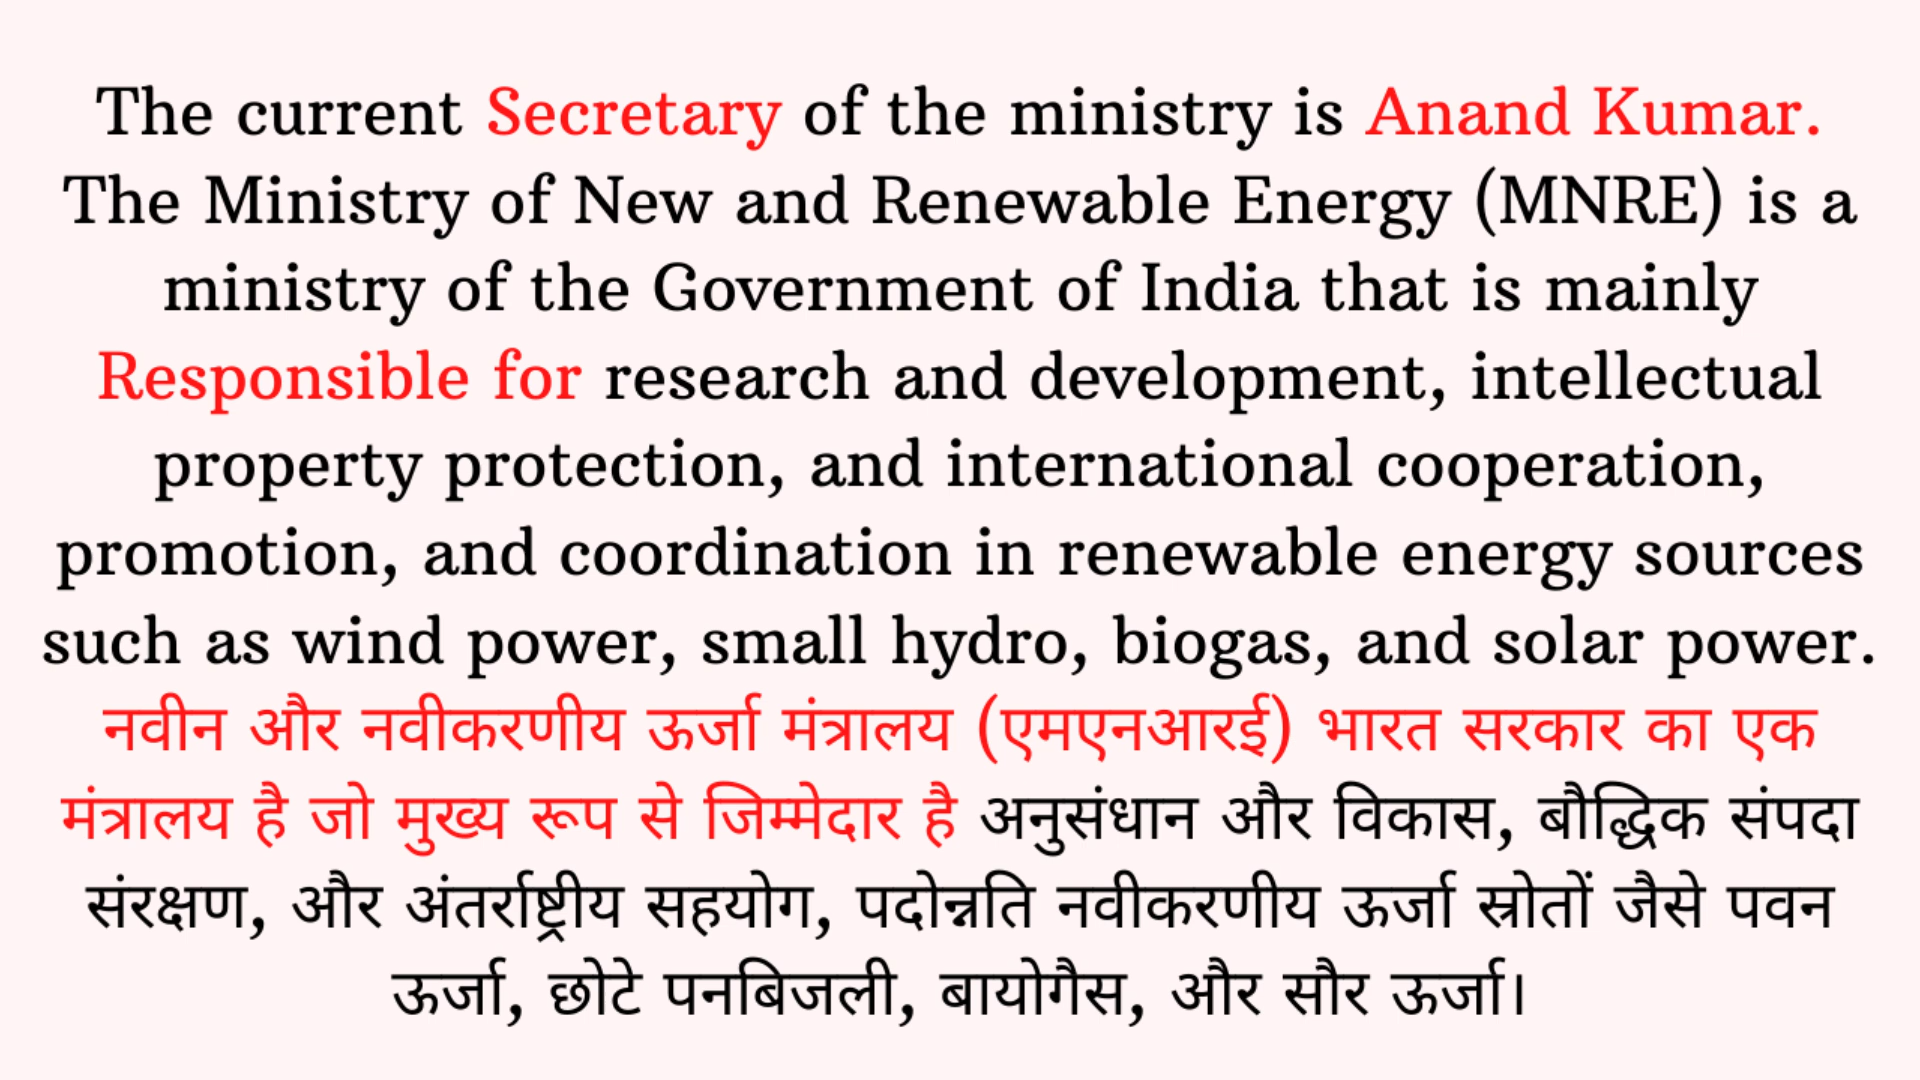 The current Secretary of the ministry is Anand Kumar.
The Ministry of New and Renewable Energy (MNRE) is a
ministry of the Government of India that is mainly
Responsible for research and development, intellectual
property protection, and international cooperation,
promotion, and coordination in renewable energy sources
such as wind power, small hydro, biogas, and solar power.
नवीन और नवीकरणीय ऊर्जा मंत्रालय (एमएनआरई) भारत सरकार का एक
मंत्रालय है जो मुख्य रूप से जिम्मेदार है अनुसंधान और विकास, बौद्धिक संपदा
संरक्षण, और अंतर्राष्ट्रीय सहयोग, पदोन्नति नवीकरणीय ऊर्जा स्रोतों जैसे पवन
ऊर्जा, छोटे पनबिजली, बायोगैस, और सौर ऊर्जा।